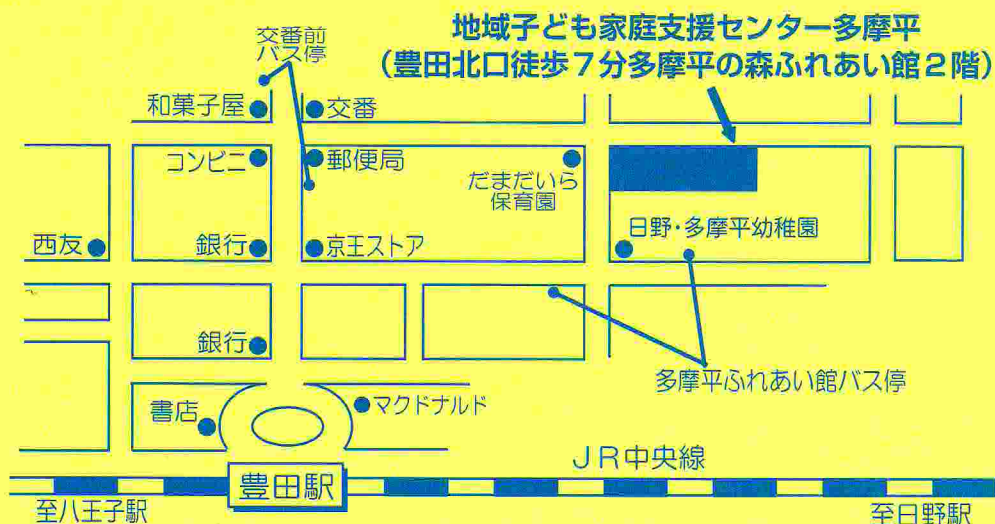 地域子ども家庭支援センター多摩平
(豊田北口徒歩7分多摩平の森ふれあい館2階)
交番前
バス停
和菓子屋
交番
コンビニ
郵便局
だまだいら
保育園
日野・多摩平幼稚園
西友
銀行
京王ストア
銀行
多摩平ふれあい館バス停
書店
マクドナルド
JR中央線
豊田駅
至八王子駅
至日野駅